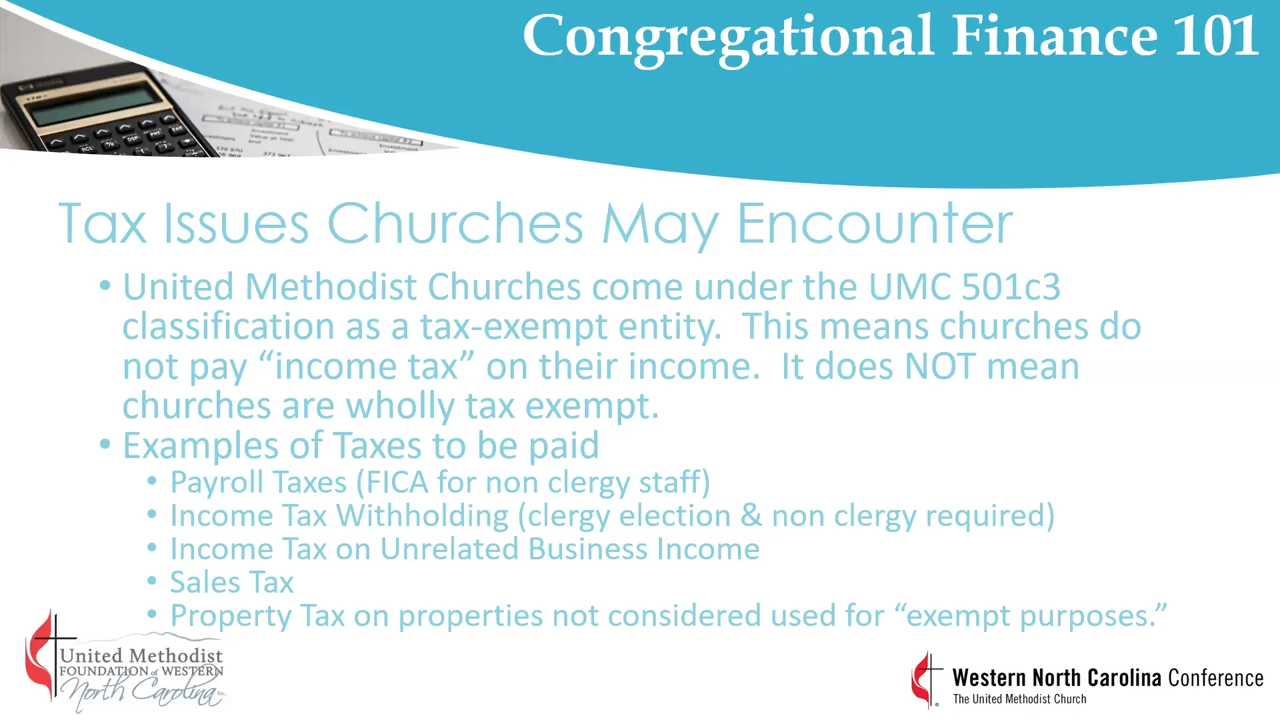 Congregational Finance 101
Tax Issues Churches May Encounter
• United Methodist Churches come under the UMC 501c3
classification as a tax-exempt entity.  This means churches do
not pay “income tax” on their income.  It does NOT mean
churches are wholly tax exempt.
• Examples of Taxes to be paid
• Payroll Taxes (FICA for non clergy staff)
• Income Tax Withholding (clergy election & non clergy required)
• Income Tax on Unrelated Business Income
• Sales Tax
• Property Tax on properties not considered used for “exempt purposes.”
United Methodist
FOUNDATION of WESTERN
North Carolina
Western North Carolina Conference
The United Methodist Church